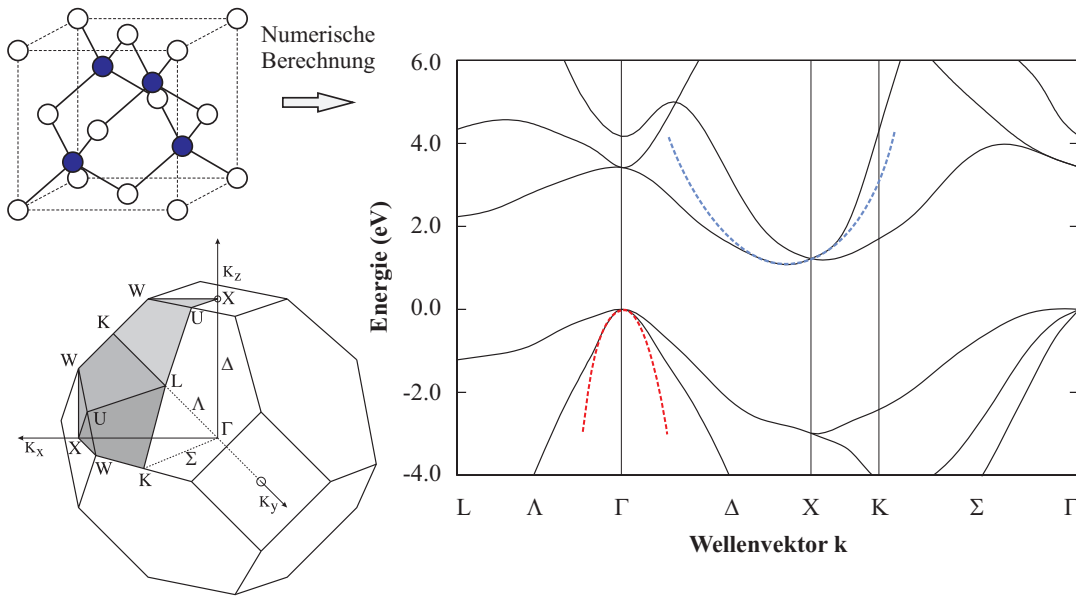 Numerische
Berechnung
6.0
4.0
2.0
0.0
-2.0
-4.0
Energie (eV)
L Λ Γ Δ X K Σ Γ
Wellenvektor k
K_z
W X
U
K
W Δ
L
Λ
U
Γ
K_x X
W Σ
K
K_y